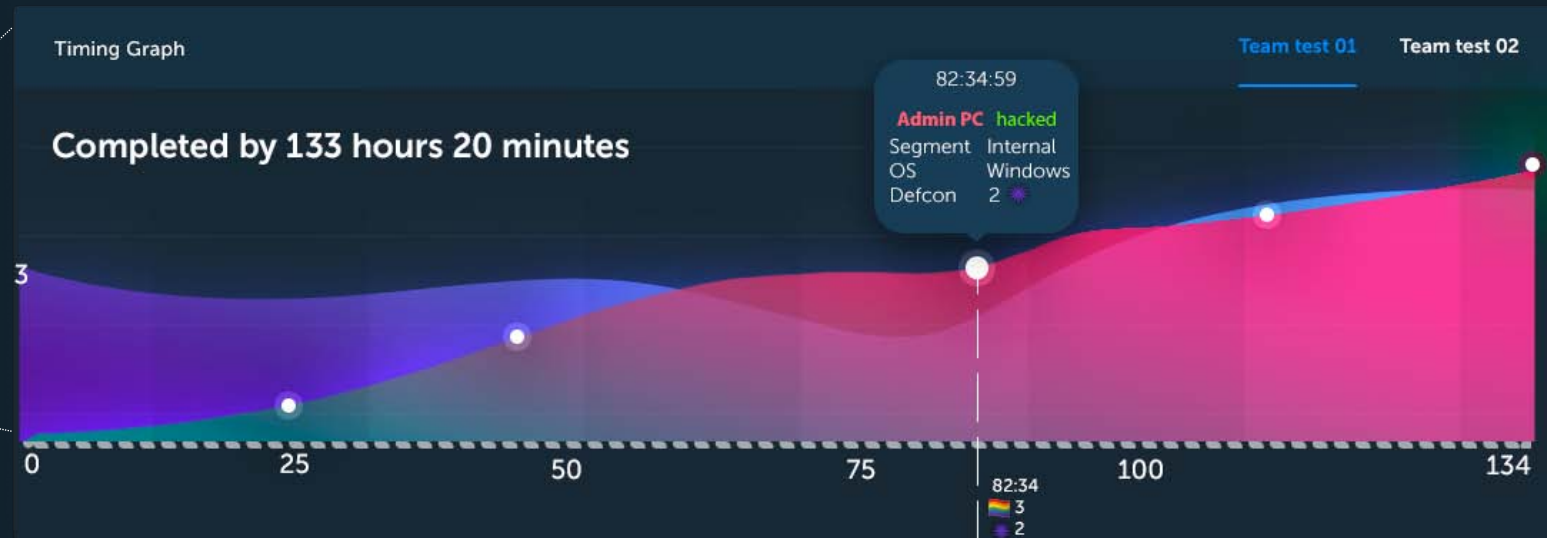 Timing Graph
Team test 01
Team test 02
82:34:59
Admin PC hacked
Segment Internal
OS Windows
Defcon 2
Completed by 133 hours 20 minutes
3
0
25
50
75
100
134
82:34
3
2